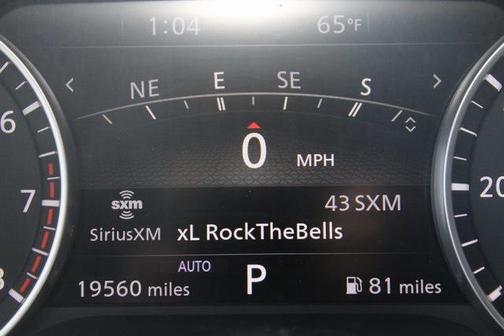 1:04 65°F
< NE E SE S >
6 0 MPH
7 sxm 43 SXM 20
SiriusXM xL RockTheBells
AUTO
8 19560 miles P 81 miles